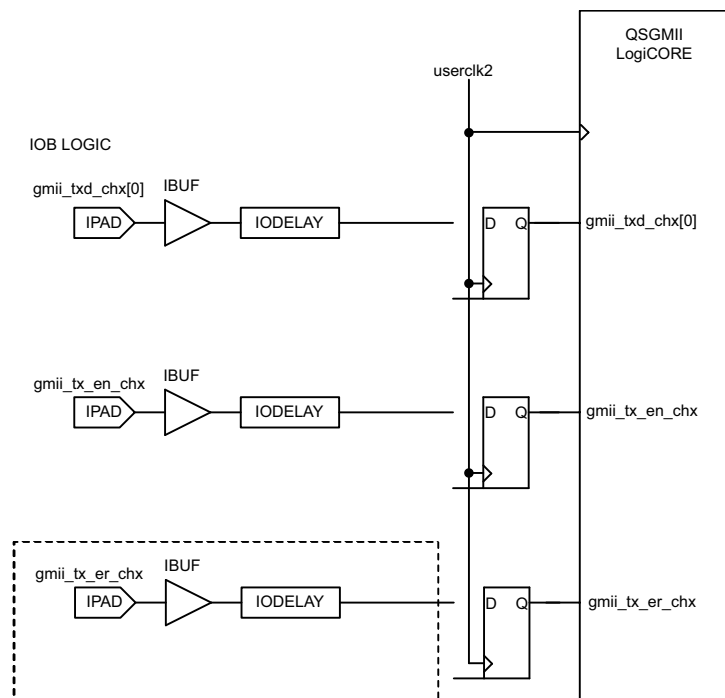 QSGMII
LogiCORE
userclk2
IOB LOGIC
gmii_txd_chx[0]
IBUF
IPAD
IODELAY
D
Q
gmii_txd_chx[0]
gmii_tx_en_chx
IBUF
IPAD
IODELAY
D
Q
gmii_tx_en_chx
gmii_tx_er_chx
IBUF
IPAD
IODELAY
D
Q
gmii_tx_er_chx